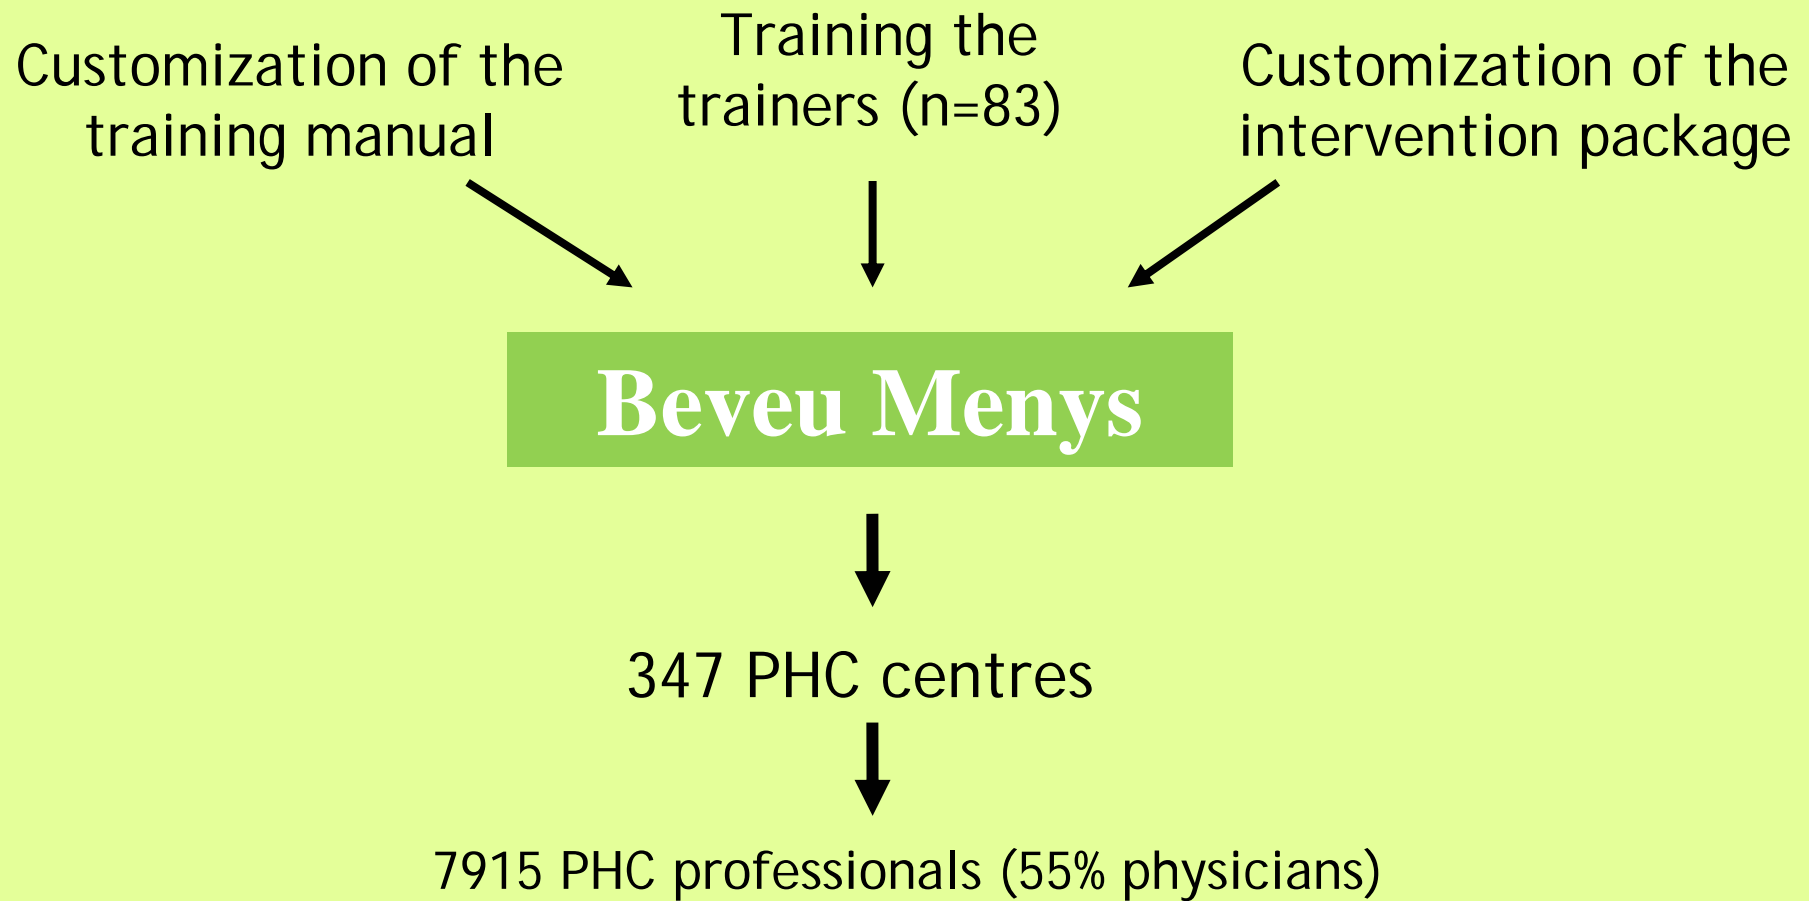 Customization of the
training manual
Training the
trainers (n=83)
Customization of the
intervention package
Beveu Menys
347 PHC centres
7915 PHC professionals (55% physicians)